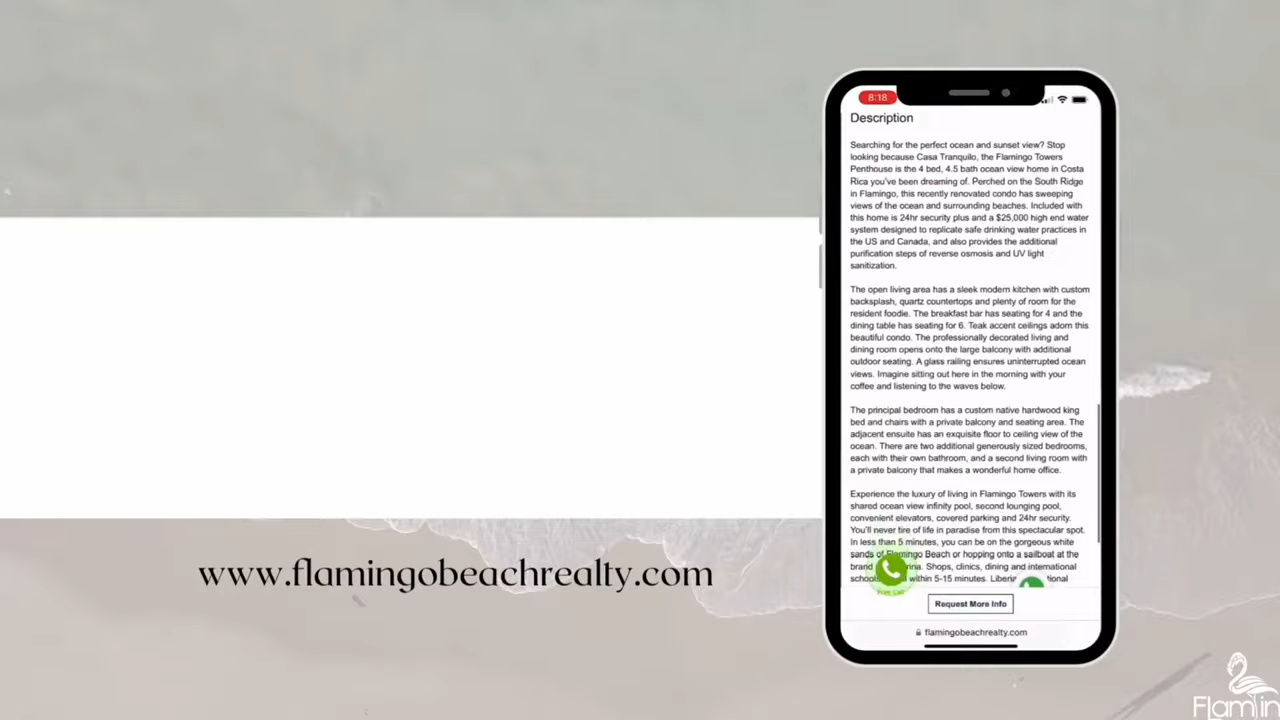 www.flamingobeachrealty.com
8:18
Description
Searching for the perfect ocean and sunset view? Stop
looking because Casa Tranquilo, the Flamingo Towers
Penthouse is the 4 bed, 4.5 bath ocean view home in Costa
Rica you've been dreaming of. Perched on the South Ridge
in Flamingo, this recently renovated condo has sweeping
views of the ocean and surrounding beaches. Included with
this home is 24hr security plus and a $25,000 high end water
system designed to replicate safe drinking water practices in
the US and Canada, and also provides the additional
purification steps of reverse osmosis and UV light
sanitization.
The open living area has a sleek modern kitchen with custom
backsplash, quartz countertops and plenty of room for the
resident foodie. The breakfast bar has seating for 4 and the
dining table has seating for 6. Teak accent ceilings adorn this
beautiful condo. The professionally decorated living and
dining room opens onto the large balcony with additional
outdoor seating. A glass railing ensures uninterrupted ocean
views. Imagine sitting out here in the morning with your
coffee and listening to the waves below.
The principal bedroom has a custom native hardwood king
bed and chairs with a private balcony and seating area. The
adjacent ensuite has an exquisite floor to ceiling view of the
ocean. There are two additional generously sized bedrooms,
each with their own bathroom, and a second living room with
a private balcony that makes a wonderful home office.
Experience the luxury of living in Flamingo Towers with its
shared ocean view infinity pool, second lounging pool,
convenient elevators, covered parking and 24hr security.
You'll never tire of life in paradise from this spectacular spot.
In less than 5 minutes, you can be on the gorgeous white
sands of Flamingo Beach or hopping onto a sailboat at the
brand rina. Shops, clinics, dining and international
schools within 5-15 minutes. Liberia tional
Request More Info
flamingobeachrealty.com
Flamin